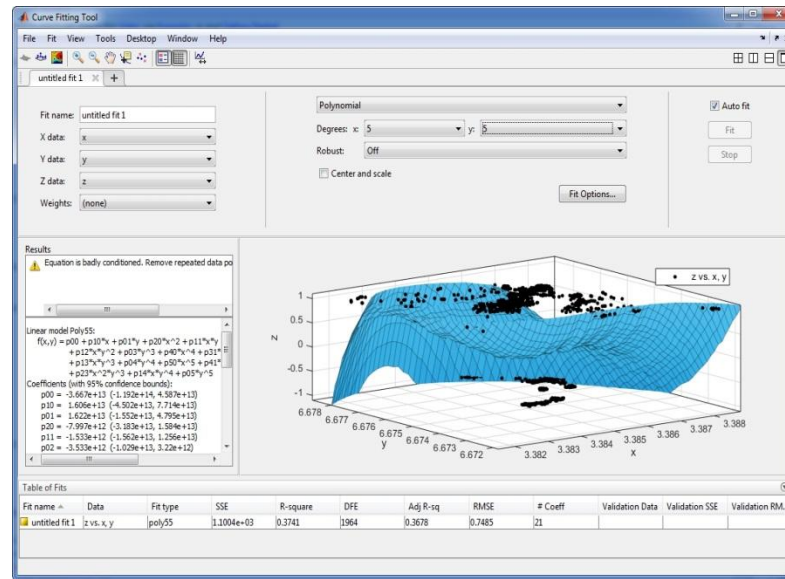 Curve Fitting Tool
File Fit View Tools Desktop Window Help
untitled fit 1
Fit name: untitled fit 1
X data: x
Y data: y
Z data: z
Weights: (none)
Polynomial
Degrees: x: 5 y: 5
Robust: Off
Center and scale
Fit Options...
Auto fit
Fit
Stop
Results
Equation is badly conditioned. Remove repeated data po
Linear model Poly55:
f(x,y) = p00 + p10*x + p01*y + p20*x^2 + p11*x*y
+ p12*x*y^2 + p03*y^3 + p40*x^4 + p31*
+ p13*x*y^3 + p04*y^4 + p50*x^5 + p41*
+ p23*x^2*y^3 + p14*x*y^4 + p05*y^5
Coefficients (with 95% confidence bounds):
p00 = -3.667e+13 (-1.192e+14, 4.587e+13)
p10 = 1.606e+13 (-4.502e+13, 7.714e+13)
p01 = 1.622e+13 (-1.552e+13, 4.795e+13)
p20 = -7.997e+12 (-3.183e+13, 1.584e+13)
p11 = -1.533e+12 (-1.562e+13, 1.256e+13)
p02 = -3.533e+12 (-1.029e+13, 3.22e+12)
z vs. x, y
1
0.5
0
-0.5
-1
z
6.678
6.677
6.676
6.675
6.674
6.673
6.672
y
3.382
3.383
3.384
3.385
3.386
3.387
3.388
x
Table of Fits
Fit name Data Fit type SSE R-square DFE Adj R-sq RMSE # Coeff Validation Data Validation SSE Validation RM...
untitled fit 1 z vs. x, y poly55 1.1004e+03 0.3741 1964 0.3678 0.7485 21